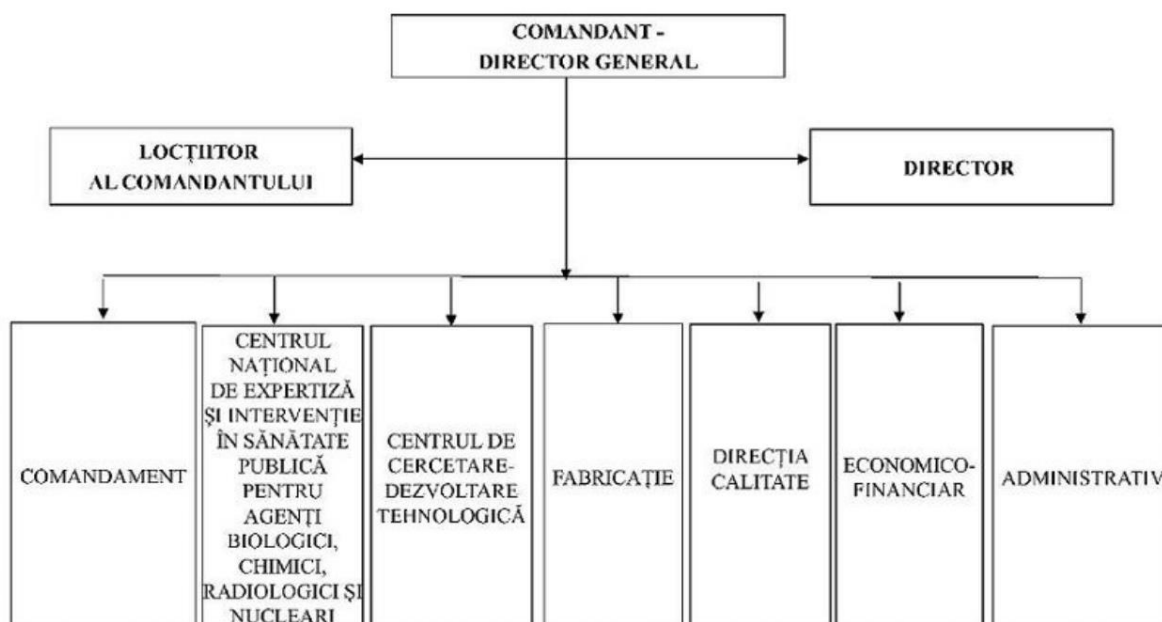 COMANDANT -
DIRECTOR GENERAL
LOCȚIITOR
AL COMANDANTULUI
DIRECTOR
COMANDAMENT
CENTRUL
NAȚIONAL
DE EXPERTIZĂ
ȘI INTERVENȚIE
ÎN SĂNĂTATE
PUBLICĂ
PENTRU
AGENȚI
BIOLOGICI,
CHIMICI,
RADIOLOGICI ȘI
NUCLEARI
CENTRUL DE
CERCETARE-
DEZVOLTARE
TEHNOLOGICĂ
FABRICAȚIE
DIRECȚIA
CALITATE
ECONOMICO-
FINANCIAR
ADMINISTRATIV